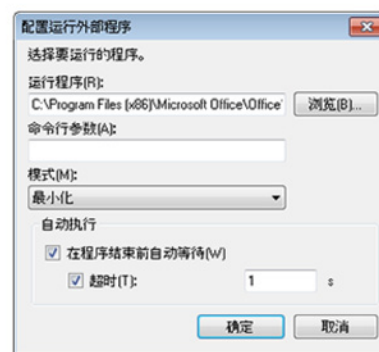 配置运行外部程序
选择要运行的程序。
运行程序(R):
C:\Program Files (x86)\Microsoft Office\Office'
浏览(B)...
命令行参数(A):
模式(M):
最小化
自动执行
在程序结束前自动等待(W)
超时(T): 1 s
确定 取消